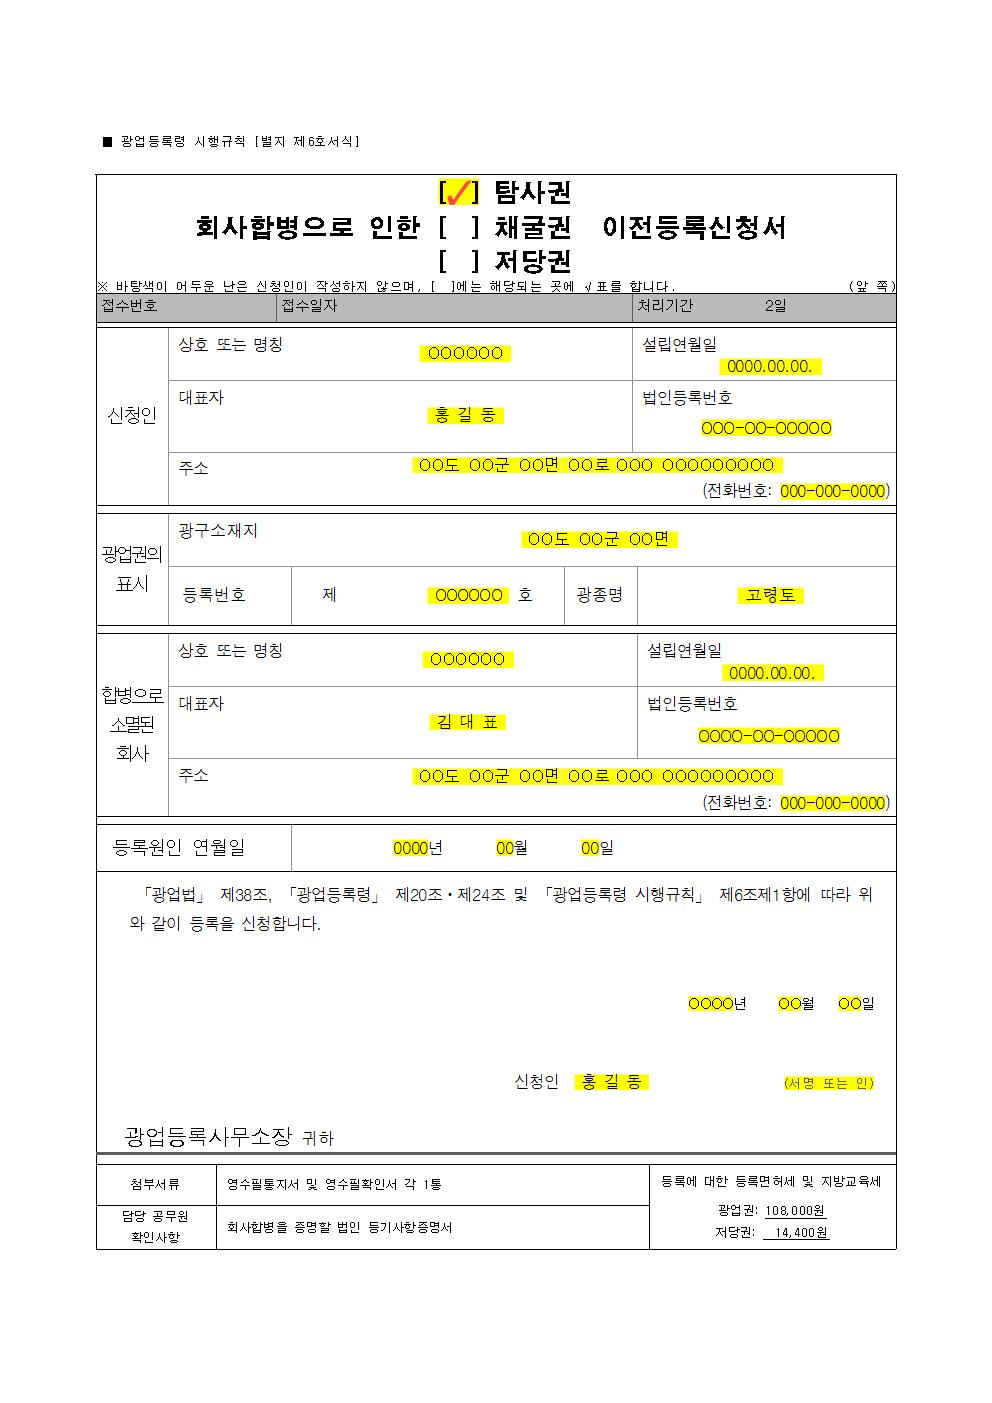 ■ 광업등록령 시행규칙 [별지 제6호서식]
[✓] 탐사권
회사합병으로 인한 [ ] 채굴권 이전등록신청서
[ ] 저당권
※ 바탕색이 어두운 난은 신청인이 작성하지 않으며, [ ]에는 해당되는 곳에 √표를 합니다. (앞 쪽)
접수번호 접수일자 처리기간 2일
상호 또는 명칭 OOOOOO 설립연월일 0000.00.00.
신청인 대표자 홍 길 동 법인등록번호 OOO-OO-OOOOO
주소 OO도 OO군 OO면 OO로 OOO OOOOOOOOO
(전화번호: 000-000-0000)
광업권의 표시 광구소재지 OO도 OO군 OO면
등록번호 제 OOOOOO 호 광종명 고령토
합병으로 소멸된 회사 상호 또는 명칭 OOOOOO 설립연월일 0000.00.00.
대표자 김 대 표 법인등록번호 OOOO-OO-OOOOO
주소 OO도 OO군 OO면 OO로 OOO OOOOOOOOO
(전화번호: 000-000-0000)
등록원인 연월일 0000년 00월 00일
「광업법」 제38조, 「광업등록령」 제20조·제24조 및 「광업등록령 시행규칙」 제6조제1항에 따라 위
와 같이 등록을 신청합니다.
OOOO년 OO월 OO일
신청인 홍 길 동 (서명 또는 인)
광업등록사무소장 귀하
첨부서류 영수필통지서 및 영수필확인서 각 1통
담당 공무원
확인사항 회사합병을 증명할 법인 등기사항증명서
등록에 대한 등록면허세 및 지방교육세
광업권: 108,000원
저당권: 14,400원